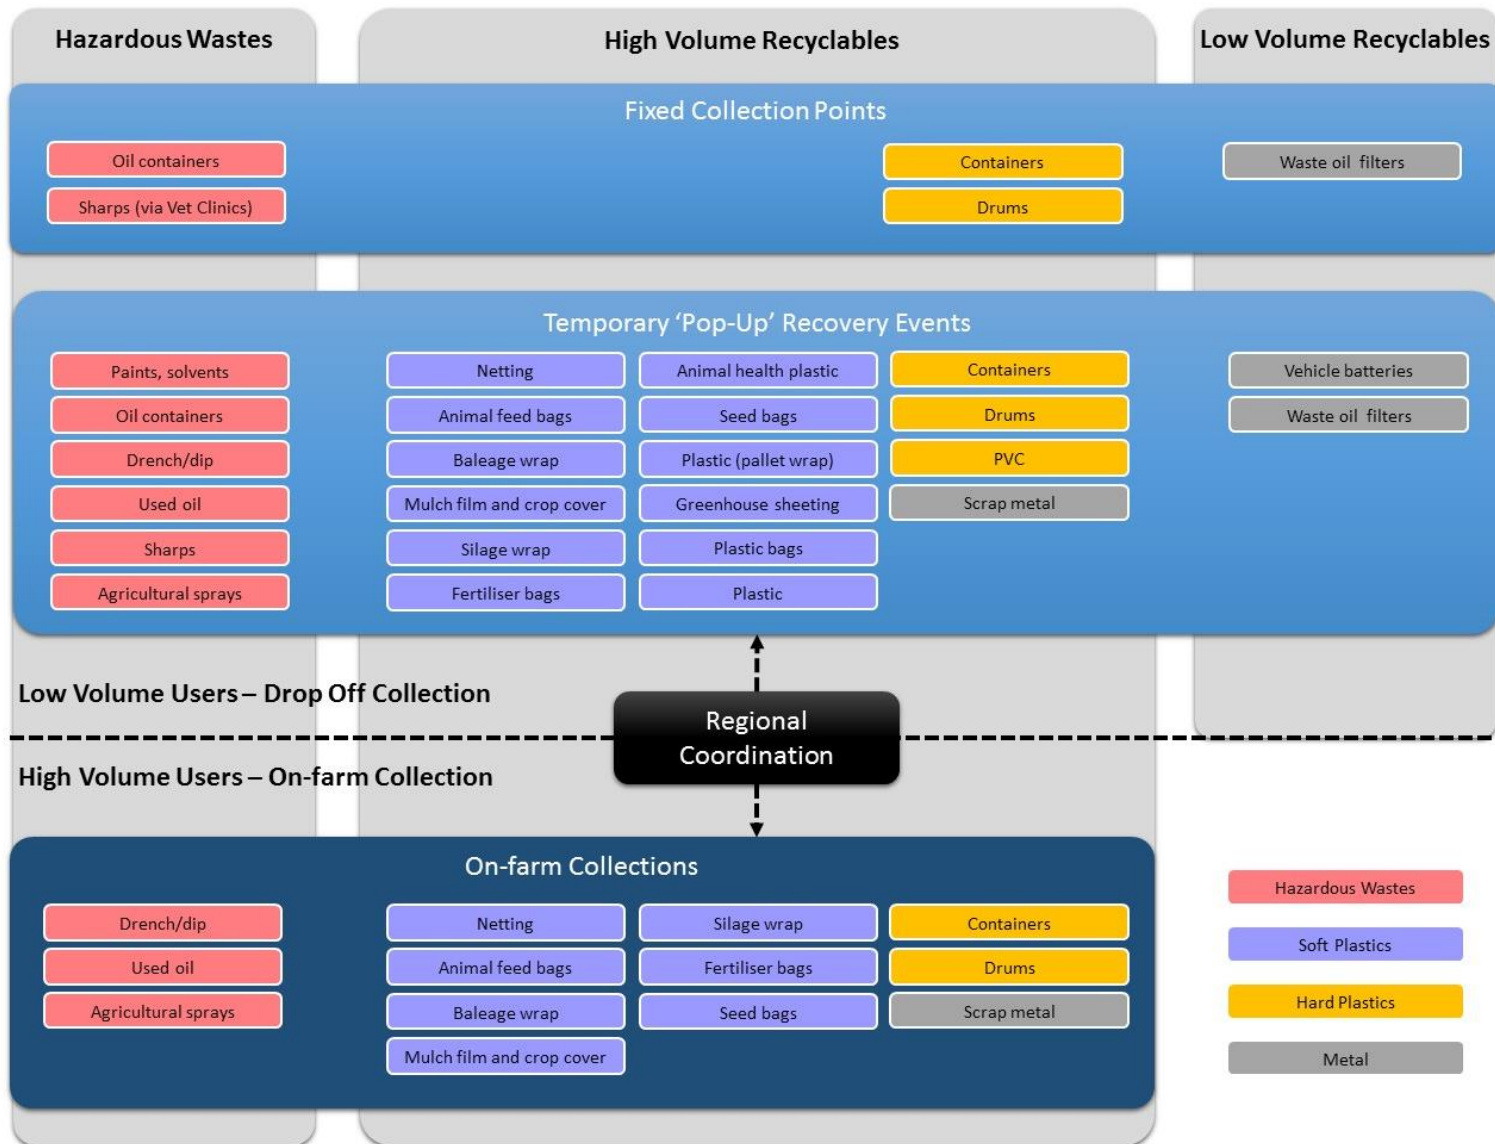 Hazardous Wastes
High Volume Recyclables
Low Volume Recyclables
Fixed Collection Points
Oil containers
Sharps (via Vet Clinics)
Containers
Drums
Waste oil filters
Temporary ‘Pop-Up’ Recovery Events
Paints, solvents
Oil containers
Drench/dip
Used oil
Sharps
Agricultural sprays
Netting
Animal feed bags
Baleage wrap
Mulch film and crop cover
Silage wrap
Fertiliser bags
Animal health plastic
Seed bags
Plastic (pallet wrap)
Greenhouse sheeting
Plastic bags
Plastic
Containers
Drums
PVC
Scrap metal
Vehicle batteries
Waste oil filters
Low Volume Users – Drop Off Collection
Regional
Coordination
High Volume Users – On-farm Collection
On-farm Collections
Drench/dip
Used oil
Agricultural sprays
Netting
Animal feed bags
Baleage wrap
Mulch film and crop cover
Silage wrap
Fertiliser bags
Seed bags
Containers
Drums
Scrap metal
Hazardous Wastes
Soft Plastics
Hard Plastics
Metal